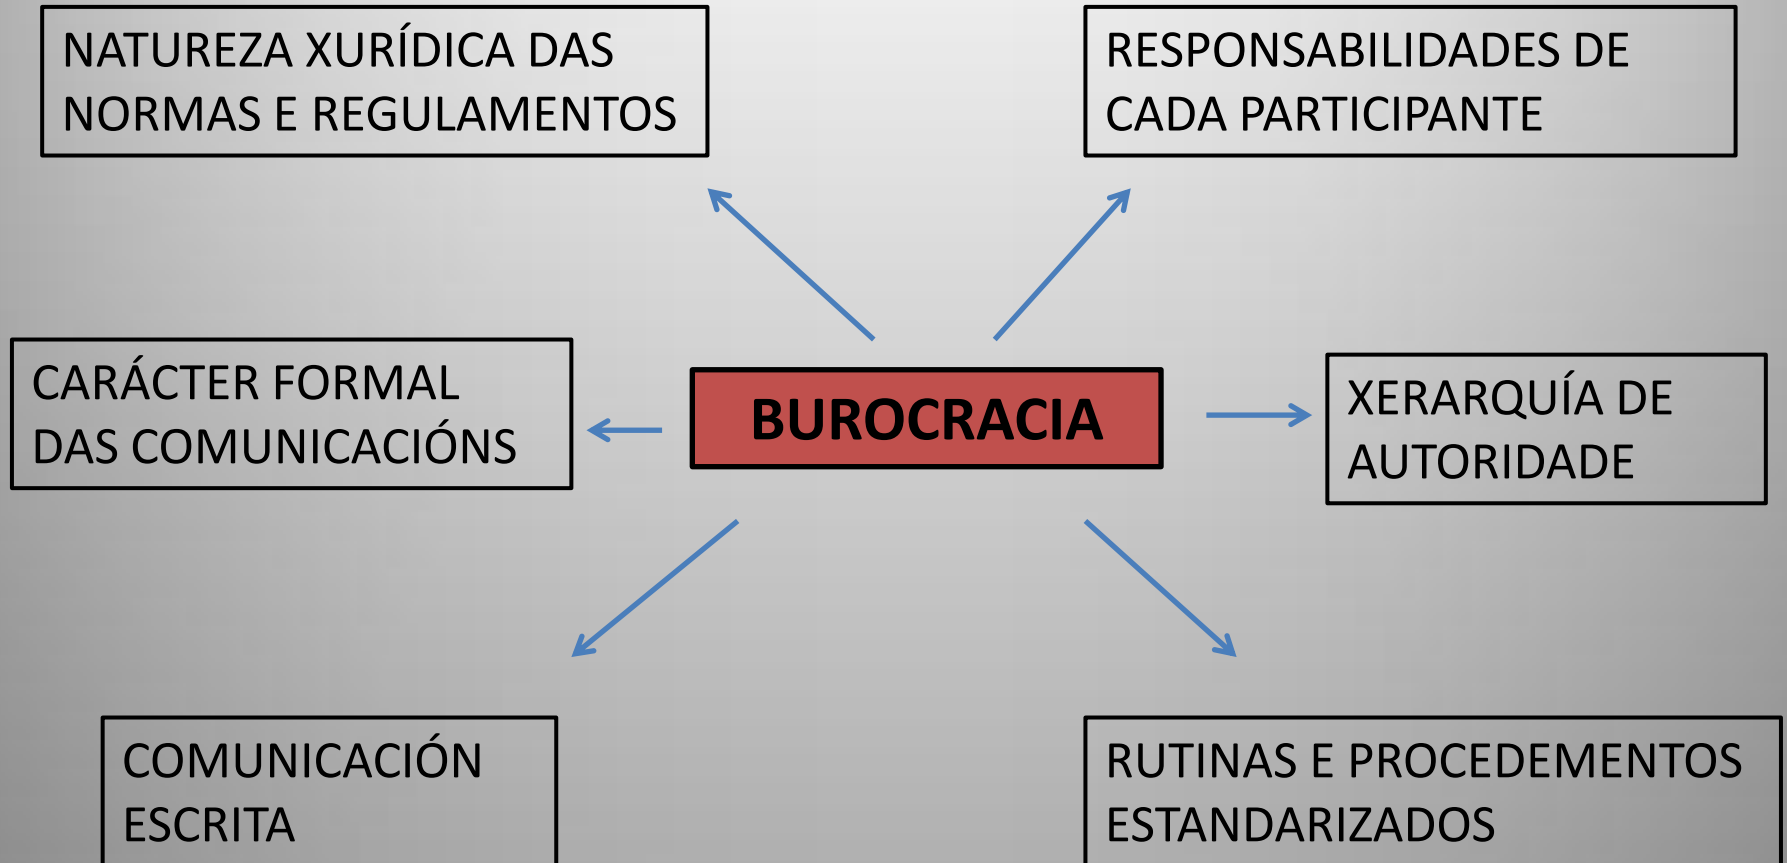 NATUREZA XURÍDICA DAS
NORMAS E REGULAMENTOS
RESPONSABILIDADES DE
CADA PARTICIPANTE
CARÁCTER FORMAL
DAS COMUNICACIÓNS
BUROCRACIA
XERARQUÍA DE
AUTORIDADE
COMUNICACIÓN
ESCRITA
RUTINAS E PROCEDEMENTOS
ESTANDARIZADOS